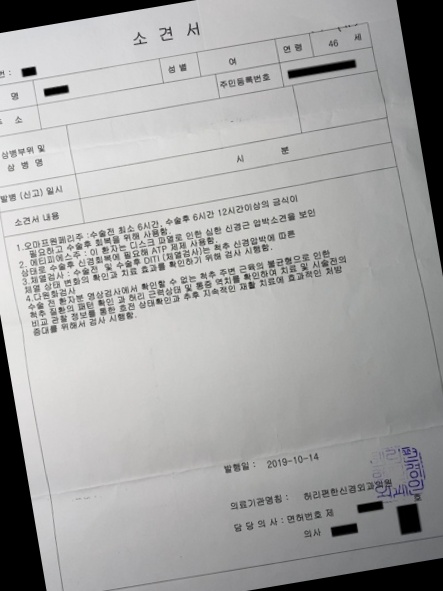 소 견 서
번 :
명
성 별
여
연 령
46
세
주민등록번호
소
상병부위 및
상 병 명
발병 (신고) 일시
시
분
소견서 내용
1.오마프원페리주 :수술전 최소 6시간, 수술후 6시간 12시간이상의 금식이
필요하고 수술후 회복을 위해 사용함.
2. 에티피에스주 : 이 환자는 디스크 파열로 인한 심한 신경근 압박소견을 보인
상태로 수술후 신경회복에 필요해 ATP 제제 사용함.
3.체열검사 : 수술전 및 수술후 DITI (체열검사)는 척추 신경압박에 따른
체열 상태 변화의 확인과 치료 효과를 확인하기 위해 검사 시행함.
4.다원화검사
수술 전 환자분 영상검사에서 확인할 수 없는 척추 주변 근육의 불균형으로 인한
척추 질환의 패턴 확인 과 허리 근력상태 및 통증 역치를 확인하여 치료 및 시술전의
비교 관찰 정보를 통한 호전 상태확인과 추후 지속적인 재활 치료에 효과적인 처방
증대를 위해서 검사 시행함.
발행일 : 2019-10-14
의료기관명칭 : 허리편한신경외과의원
담 당 의 사 : 면허번호 제
호
의사